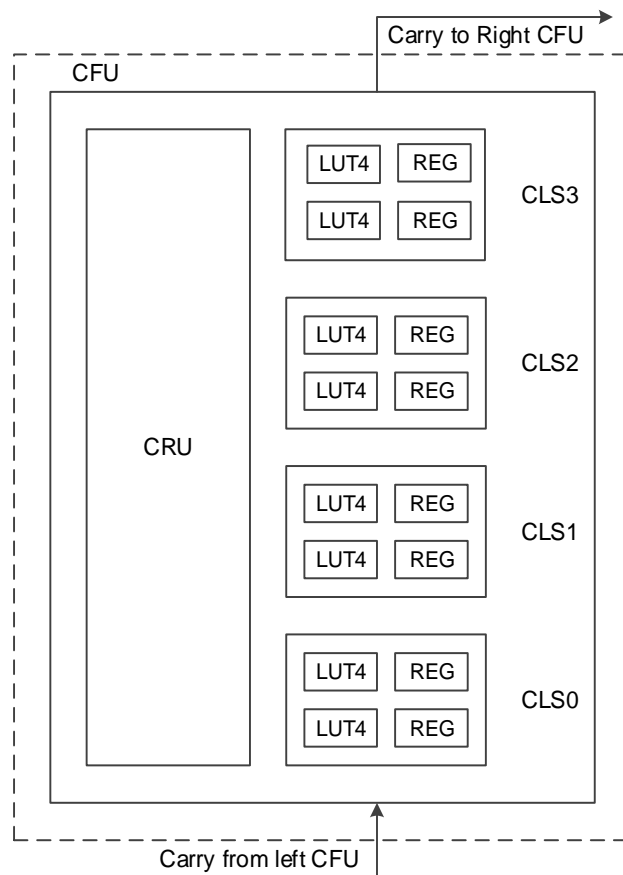 Carry to Right CFU
CFU
LUT4 REG
LUT4 REG
CLS3
LUT4 REG
LUT4 REG
CLS2
CRU
LUT4 REG
LUT4 REG
CLS1
LUT4 REG
LUT4 REG
CLS0
Carry from left CFU